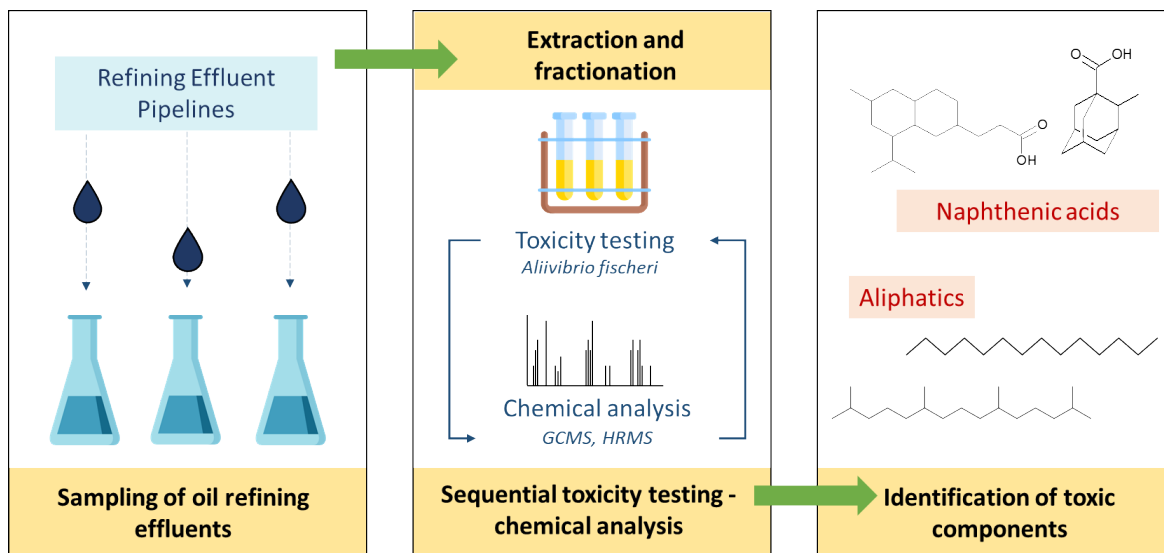 Refining Effluent
Pipelines
Sampling of oil refining
effluents
Extraction and
fractionation
Toxicity testing
Aliivibrio fischeri
Chemical analysis
GCMS, HRMS
Sequential toxicity testing -
chemical analysis
O
OH
O
OH
Naphthenic acids
Aliphatics
Identification of toxic
components